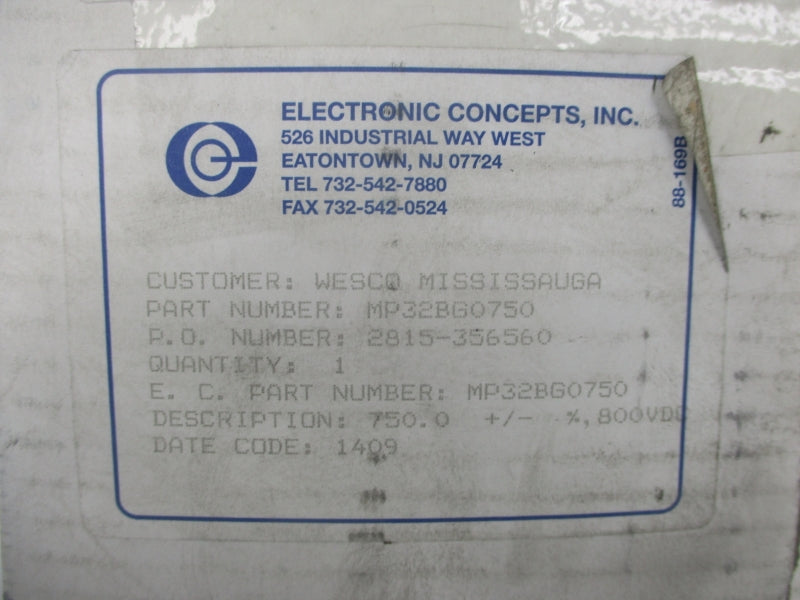 ELECTRONIC CONCEPTS, INC.
526 INDUSTRIAL WAY WEST
EATONTOWN, NJ 07724
TEL 732-542-7880
FAX 732-542-0524
88-169B
CUSTOMER: WESCO MISSISSAUGA
PART NUMBER: MP32BG0750
P.O. NUMBER: 2815-356560
QUANTITY: 1
E. C. PART NUMBER: MP32BG0750
DESCRIPTION: 750.0 +/- %,800VDC
DATE CODE: 1409